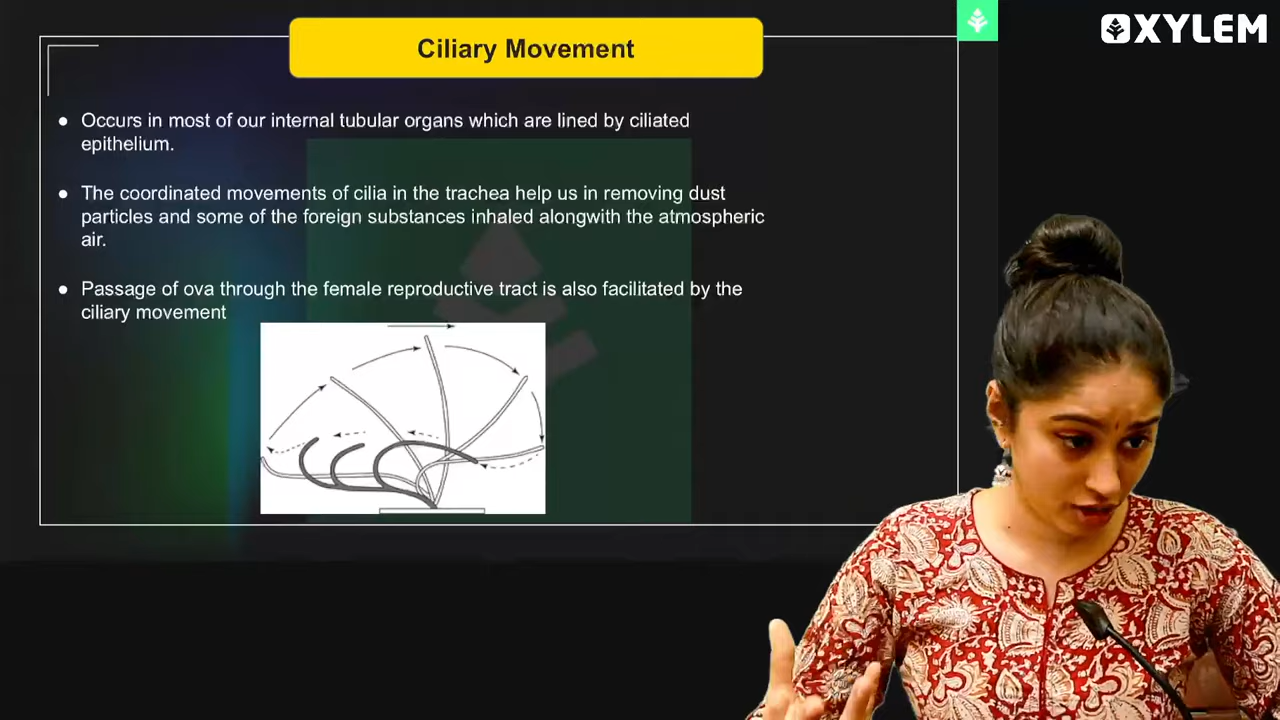 Ciliary Movement
XYLEM
● Occurs in most of our internal tubular organs which are lined by ciliated
epithelium.
● The coordinated movements of cilia in the trachea help us in removing dust
particles and some of the foreign substances inhaled alongwith the atmospheric
air.
● Passage of ova through the female reproductive tract is also facilitated by the
ciliary movement